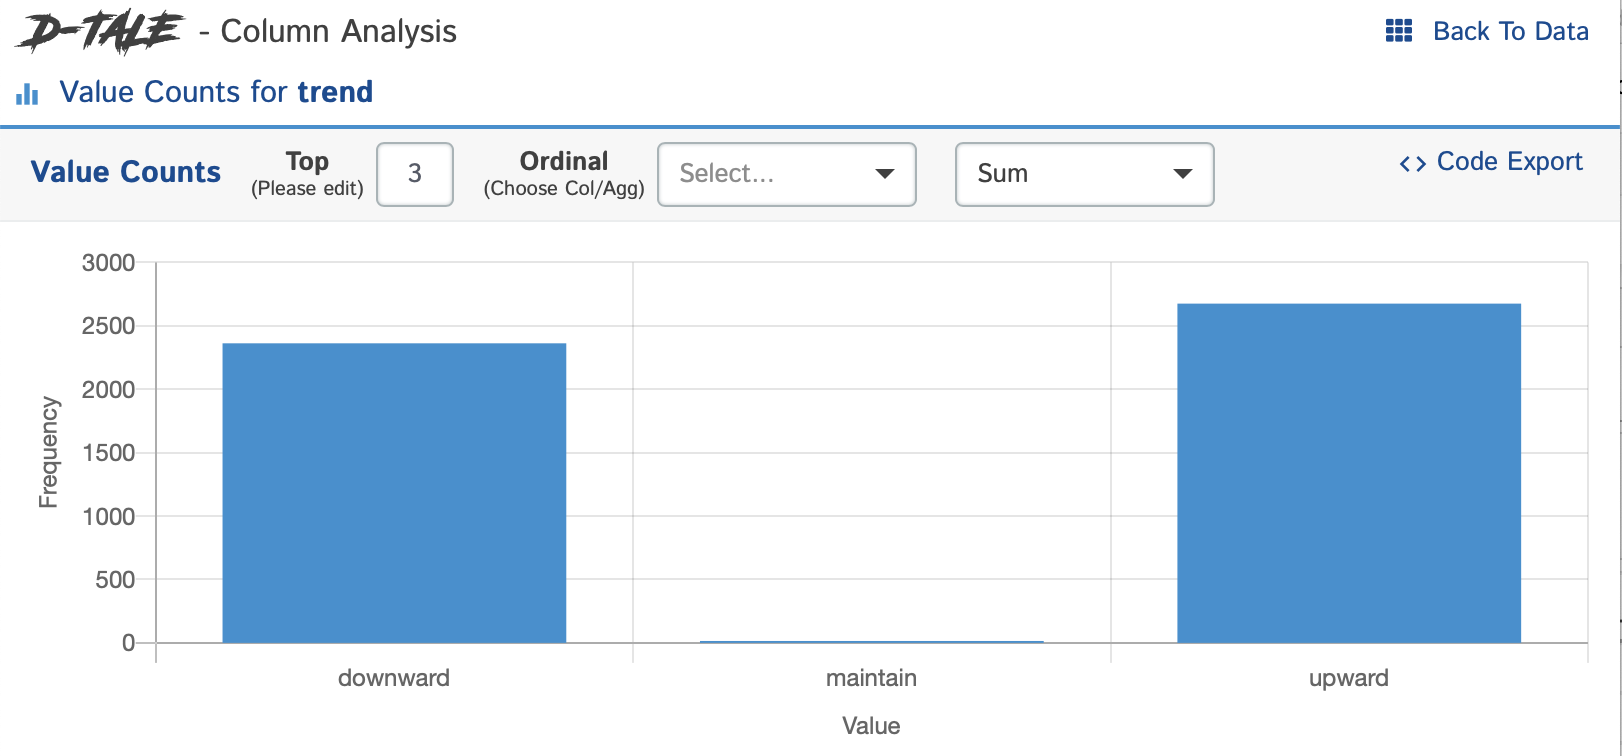 D-TALE - Column Analysis
Back To Data
Value Counts for trend
Value Counts
Top
(Please edit)
3
Ordinal
(Choose Col/Agg)
Select...
Sum
Code Export
3000
2500
2000
1500
1000
500
0
Frequency
downward
maintain
upward
Value